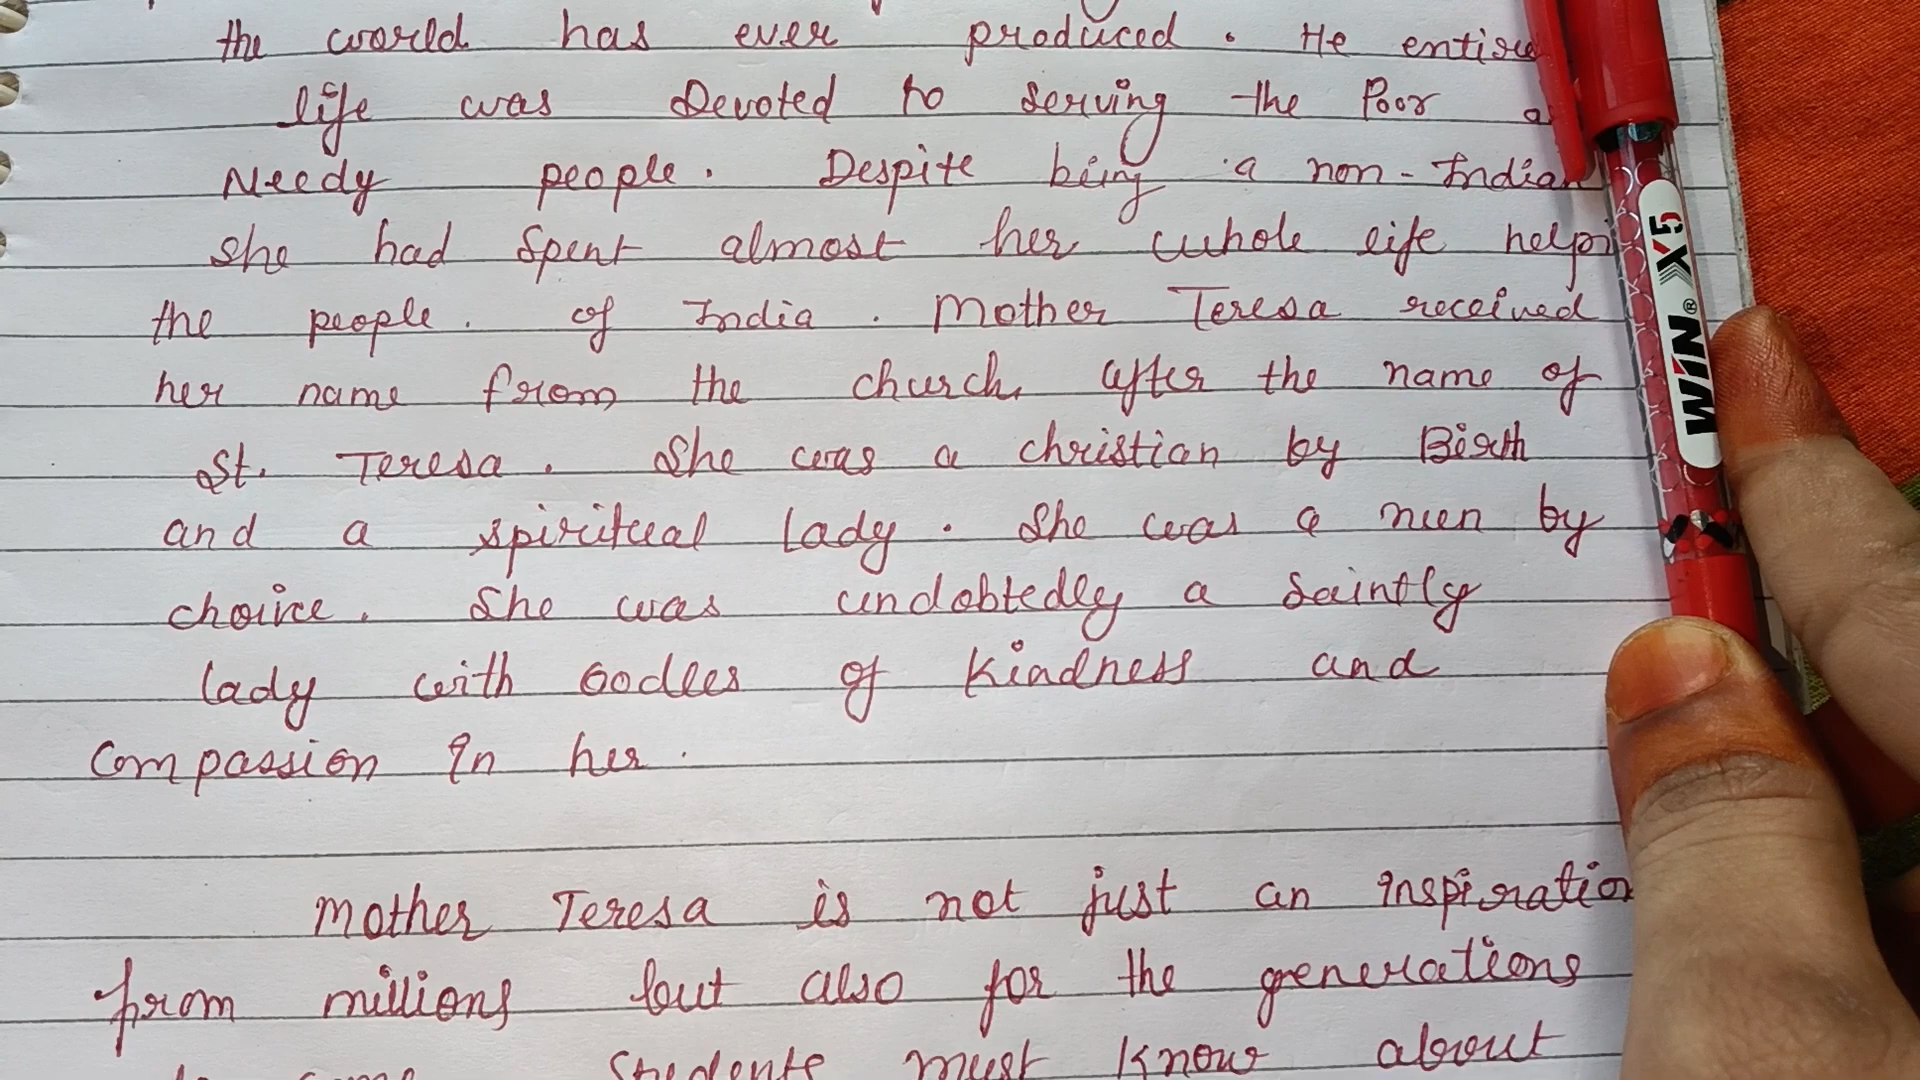 the world has ever produced. He entire
life was Devoted to serving the Poor a
Needy people. Despite being a non-Indian
she had Spent almost her whole life helpi
the people. of India. Mother Teresa received
her name from the church, after the name of
St. Teresa. She was a christian by Birth
and a spiritual lady. She was a nun by
choice. She was undobtedly a Saintly
lady with oodles of Kindness and
Compassion In her.
Mother Teresa is not just an inspiration
from millions but also for the generations
to come. Students must Know about
WIN® X5